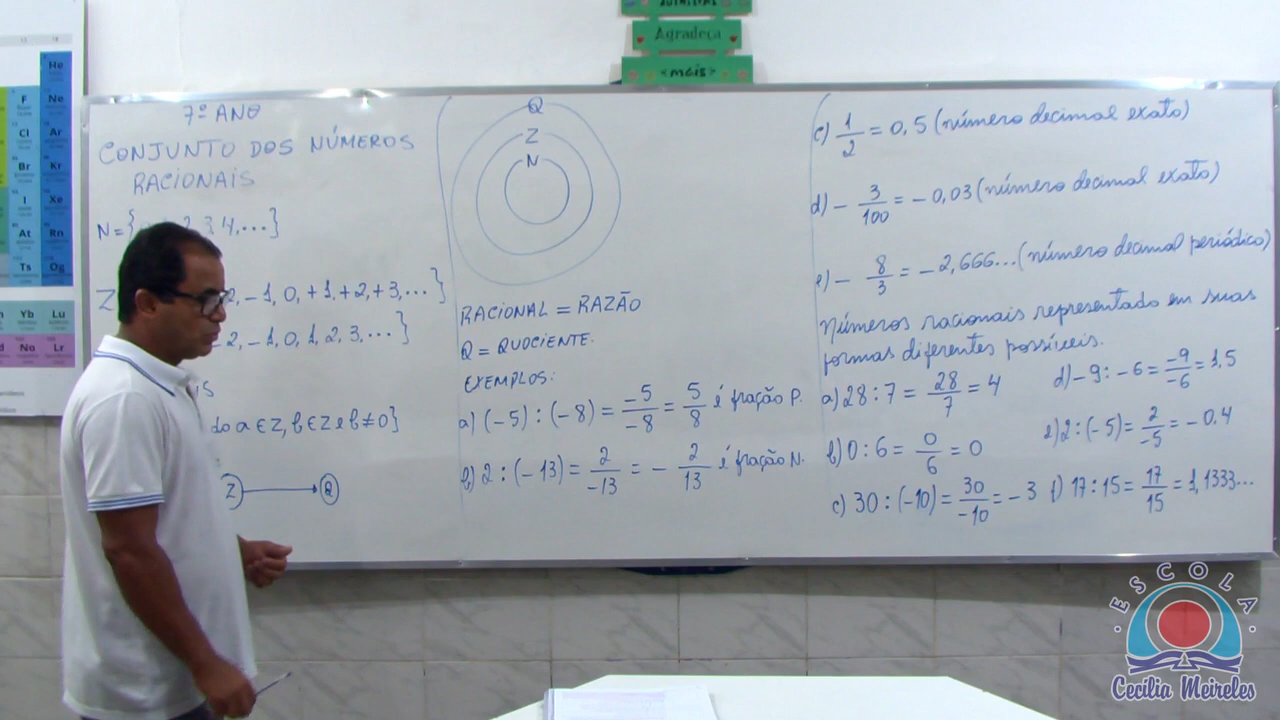 Agradeça
<mais>
He
F
Ne
Cl
Ar
Br
Kr
I
Xe
At
Rn
Ts
Og
Yb
Lu
No
Lr
7º ANO
CONJUNTO DOS NÚMEROS
RACIONAIS
N={ 2, 3, 4, ...}
Z 2, -1, 0, +1, +2, +3, ...}
-2, -1, 0, 1, 2, 3, ...}
IS
do a ∈ Z, b ∈ Z e b ≠ 0}
Z → Q
Q
Z
N
RACIONAL = RAZÃO
Q = QUOCIENTE.
EXEMPLOS:
a) (-5) : (-8) = -5/-8 = 5/8 é fração P.
b) 2 : (-13) = 2/-13 = - 2/13 é fração N.
c) 1/2 = 0,5 (número decimal exato)
d) - 3/100 = -0,03 (número decimal exato)
e) - 8/3 = -2,666... (número decimal periódico)
Números racionais representado em suas
formas diferentes possíveis.
a) 28 : 7 = 28/7 = 4
b) 0 : 6 = 0/6 = 0
c) 30 : (-10) = 30/-10 = -3
d) -9 : -6 = -9/-6 = 1,5
e) 2 : (-5) = 2/-5 = -0,4
f) 17 : 15 = 17/15 = 1,1333...
ESCOLA
Cecília Meireles